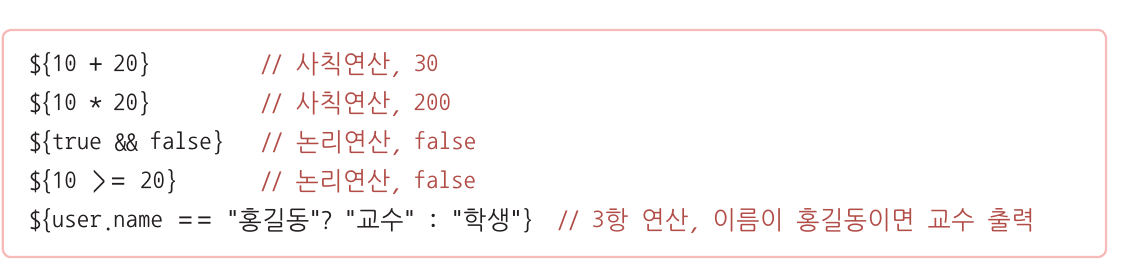 ${10 + 20} // 사칙연산, 30
${10 * 20} // 사칙연산, 200
${true && false} // 논리연산, false
${10 >= 20} // 논리연산, false
${user.name == "홍길동"? "교수" : "학생"} // 3항 연산, 이름이 홍길동이면 교수 출력